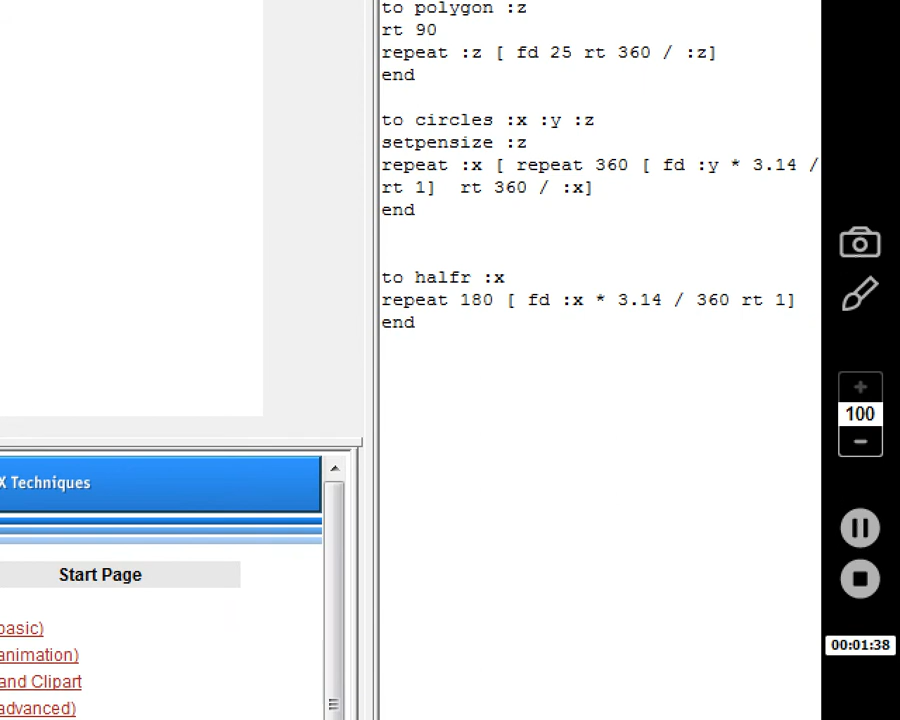 to polygon :z
rt 90
repeat :z [ fd 25 rt 360 / :z]
end
to circles :x :y :z
setpensize :z
repeat :x [ repeat 360 [ fd :y * 3.14 /
rt 1]  rt 360 / :x]
end
to halfr :x
repeat 180 [ fd :x * 3.14 / 360 rt 1]
end
X Techniques
Start Page
basic)
animation)
and Clipart
advanced)
+
100
−
00:01:38